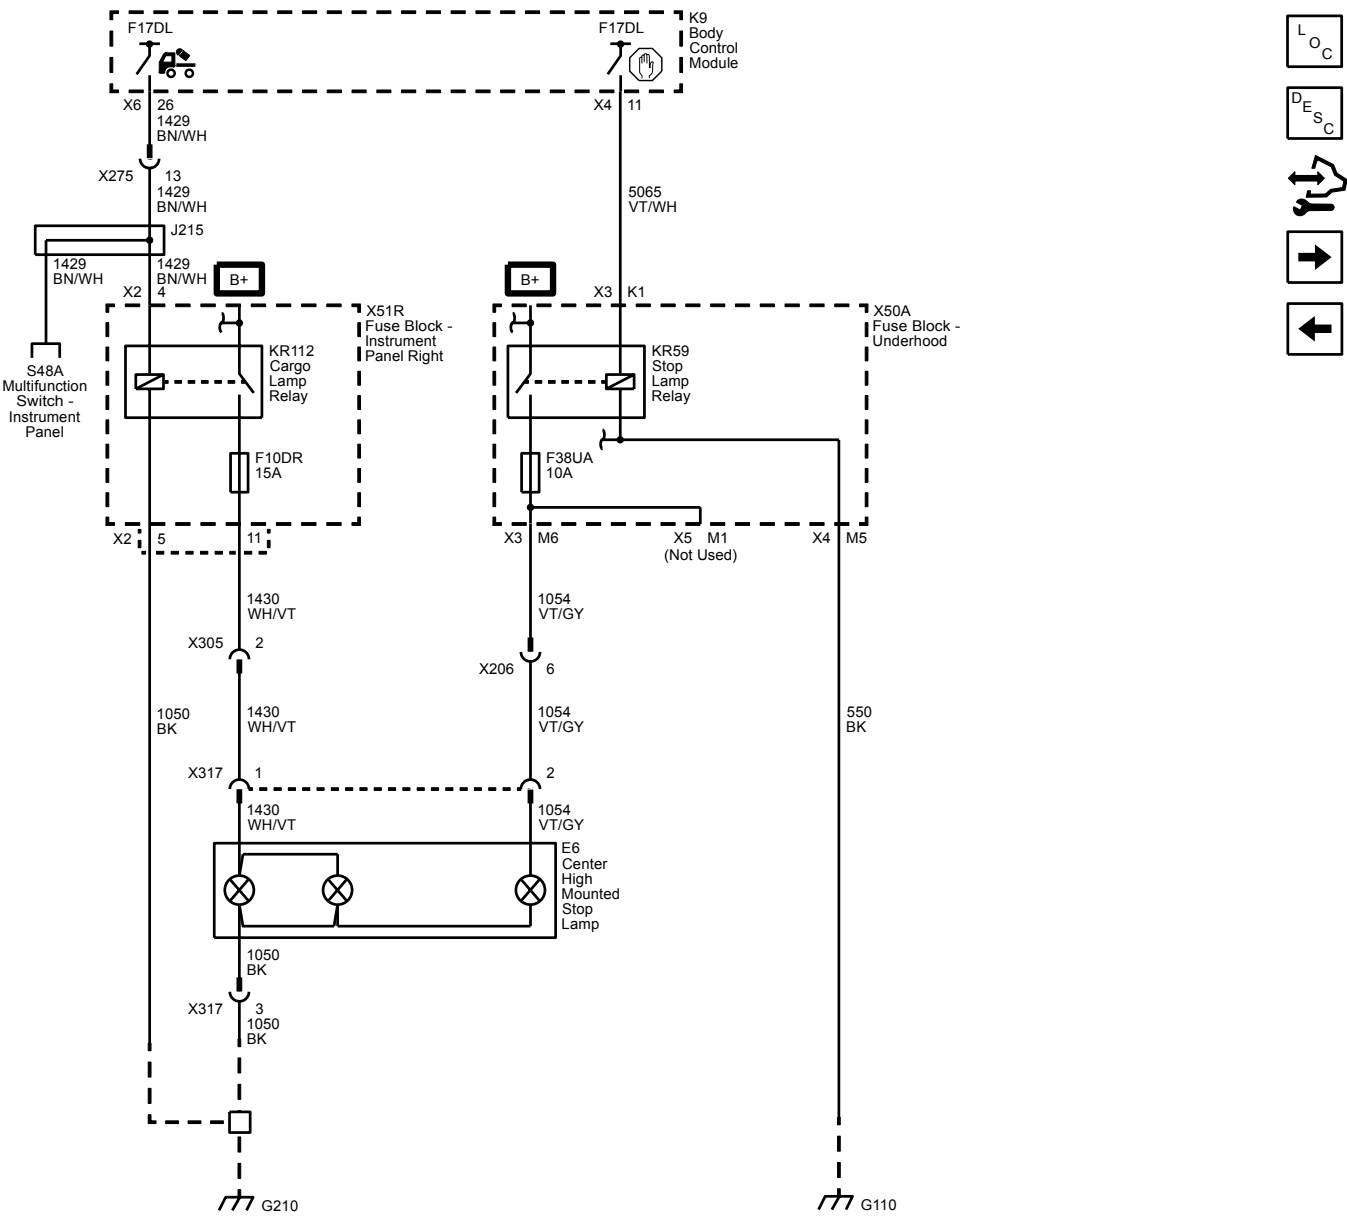 F17DL
F17DL
K9
Body
Control
Module
X6 26
X4 11
1429
BN/WH
X275 13
1429
BN/WH
5065
VT/WH
J215
1429
BN/WH
1429
BN/WH
B+
B+
X2 4
X3 K1
X51R
Fuse Block -
Instrument
Panel Right
X50A
Fuse Block -
Underhood
KR112
Cargo
Lamp
Relay
KR59
Stop
Lamp
Relay
S48A
Multifunction
Switch -
Instrument
Panel
F10DR
15A
F38UA
10A
X2 5 11
X3 M6
X5 M1
(Not Used)
X4 M5
1430
WH/VT
1054
VT/GY
X305 2
X206 6
1050
BK
1430
WH/VT
1054
VT/GY
550
BK
X317 1 2
1430
WH/VT
1054
VT/GY
E6
Center
High
Mounted
Stop
Lamp
1050
BK
X317 3
1050
BK
G210
G110
LOC
DESC